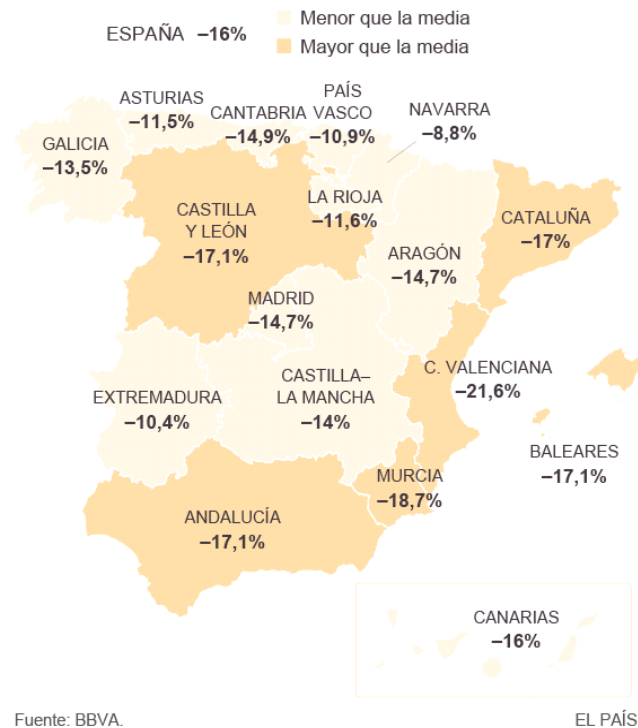 ESPAÑA –16%
Menor que la media
Mayor que la media
ASTURIAS
–11,5%
CANTABRIA
–14,9%
PAÍS
VASCO
–10,9%
NAVARRA
–8,8%
GALICIA
–13,5%
CASTILLA
Y LEÓN
–17,1%
LA RIOJA
–11,6%
CATALUÑA
–17%
ARAGÓN
–14,7%
MADRID
–14,7%
C. VALENCIANA
–21,6%
EXTREMADURA
–10,4%
CASTILLA–
LA MANCHA
–14%
BALEARES
–17,1%
MURCIA
–18,7%
ANDALUCÍA
–17,1%
CANARIAS
–16%
Fuente: BBVA.
EL PAÍS